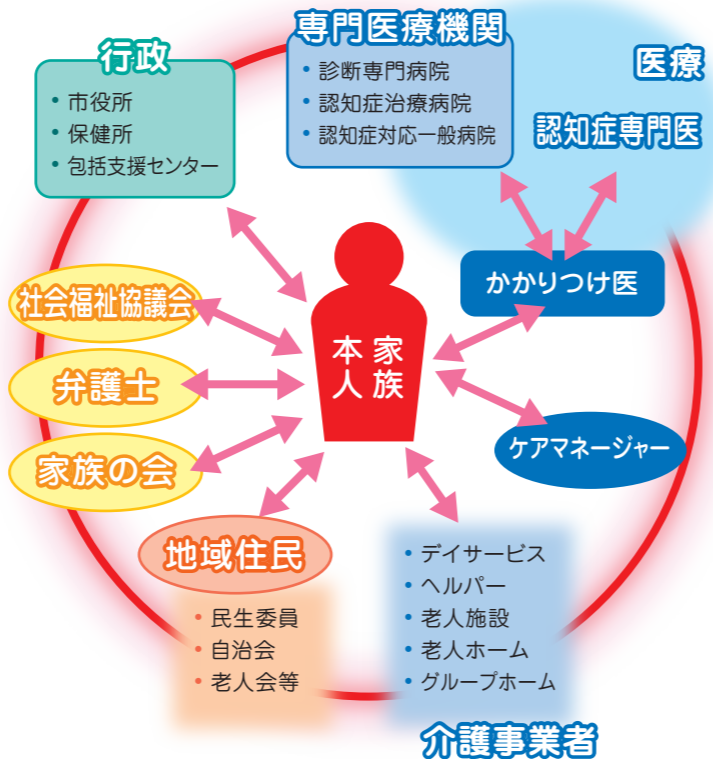 行政
• 市役所
• 保健所
• 包括支援センター
専門医療機関
• 診断専門病院
• 認知症治療病院
• 認知症対応一般病院
医療
認知症専門医
かかりつけ医
社会福祉協議会
弁護士
家族の会
家族
本人
ケアマネージャー
地域住民
• 民生委員
• 自治会
• 老人会等
• デイサービス
• ヘルパー
• 老人施設
• 老人ホーム
• グループホーム
介護事業者